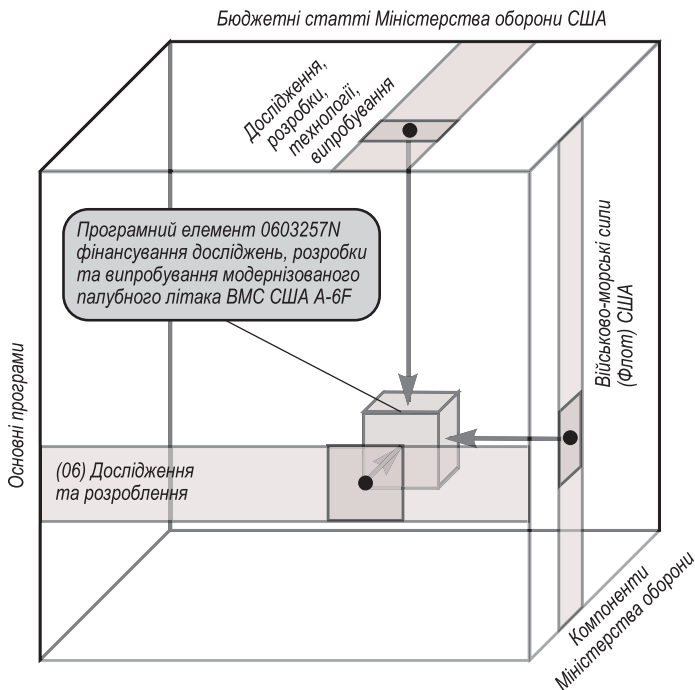 Бюджетні статті Міністерства оборони США
Дослідження,
розробки,
технології,
випробування
Програмний елемент 0603257N
фінансування досліджень, розробки
та випробування модернізованого
палубного літака ВМС США A-6F
Військово-морські сили
(Флот) США
Основні програми
(06) Дослідження
та розроблення
Компоненти
Міністерства оборони